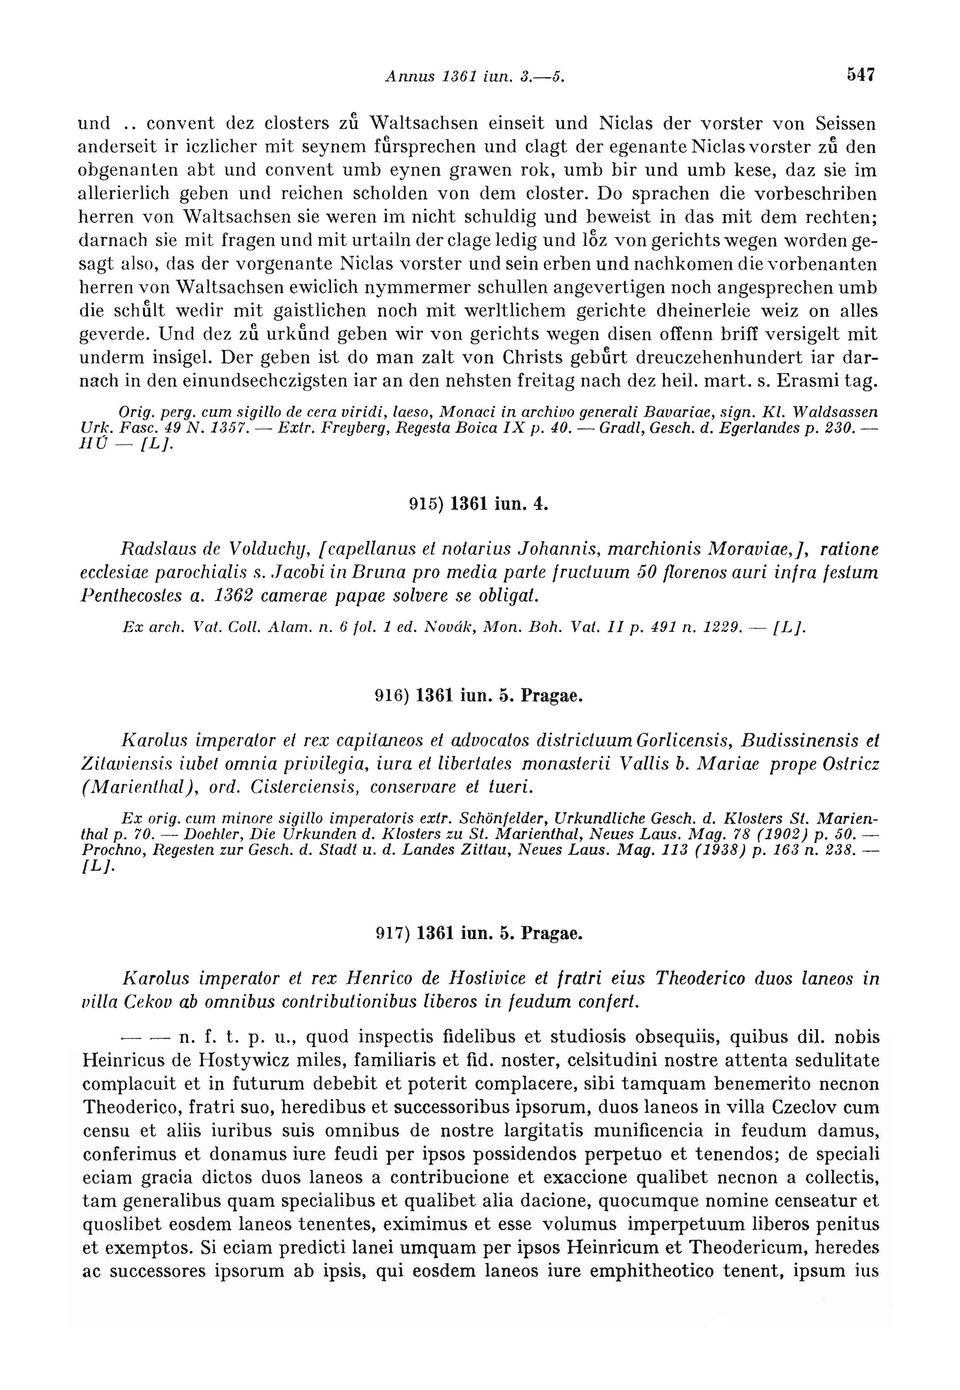 Annus 1361 iun. 3.—5. 547
und .. convent dez closters zů Waltsachsen einseit und Niclas der vorster von Seissen
anderseit ir iczlicher mit seynem fůrsprechen und clagt der egenante Niclas vorster zů den
obgenanten abt und convent umb eynen grawen rok, umb bir und umb kese, daz sie im
allerierlich geben und reichen scholden von dem closter. Do sprachen die vorbeschriben
herren von Waltsachsen sie weren im nicht schuldig und beweist in das mit dem rechten;
darnach sie mit fragen und mit urtailn der clage ledig und lo̊z von gerichts wegen worden ge-
sagt also, das der vorgenante Niclas vorster und sein erben und nachkomen die vorbenanten
herren von Waltsachsen ewiclich nymmermer schullen angevertigen noch angesprechen umb
die schůlt wedir mit gaistlichen noch mit werltlichem gerichte dheinerleie weiz on alles
geverde. Und dez zů urkůnd geben wir von gerichts wegen disen offenn briff versigelt mit
underm insigel. Der geben ist do man zalt von Christs gebůrt dreuczehenhundert iar dar-
nach in den einundsechczigsten iar an den nehsten freitag nach dez heil. mart. s. Erasmi tag.
Orig. perg. cum sigillo de cera viridi, laeso, Monaci in archivo generali Bavariae, sign. Kl. Waldsassen
Urk. Fasc. 49 N. 1357. — Extr. Freyberg, Regesta Boica IX p. 40. — Gradl, Gesch. d. Egerlandes p. 230. —
HÚ — [L].
915) 1361 iun. 4.
Radslaus de Volduchy, [capellanus et notarius Johannis, marchionis Moraviae,], ratione
ecclesiae parochialis s. Jacobi in Bruna pro media parte fructuum 50 florenos auri infra festum
Penthecostes a. 1362 camerae papae solvere se obligat.
Ex arch. Vat. Coll. Alam. n. 6 fol. 1 ed. Novák, Mon. Boh. Vat. II p. 491 n. 1229. — [L].
916) 1361 iun. 5. Pragae.
Karolus imperator et rex capitaneos et advocatos districtuum Gorlicensis, Budissinensis et
Zitaviensis iubet omnia privilegia, iura et libertates monasterii Vallis b. Mariae prope Ostricz
(Marienthal), ord. Cisterciensis, conservare et tueri.
Ex orig. cum minore sigillo imperatoris extr. Schönfelder, Urkundliche Gesch. d. Klosters St. Marien-
thal p. 70. — Doehler, Die Urkunden d. Klosters zu St. Marienthal, Neues Laus. Mag. 78 (1902) p. 50. —
Prochno, Regesten zur Gesch. d. Stadt u. d. Landes Zittau, Neues Laus. Mag. 113 (1938) p. 163 n. 238. —
[L].
917) 1361 iun. 5. Pragae.
Karolus imperator et rex Henrico de Hostivice et fratri eius Theoderico duos laneos in
villa Cekov ab omnibus contributionibus liberos in feudum confert.
— — n. f. t. p. u., quod inspectis fidelibus et studiosis obsequiis, quibus dil. nobis
Heinricus de Hostywicz miles, familiaris et fid. noster, celsitudini nostre attenta sedulitate
complacuit et in futurum debebit et poterit complacere, sibi tamquam benemerito necnon
Theoderico, fratri suo, heredibus et successoribus ipsorum, duos laneos in villa Czeclov cum
censu et aliis iuribus suis omnibus de nostre largitatis munificencia in feudum damus,
conferimus et donamus iure feudi per ipsos possidendos perpetuo et tenendos; de speciali
eciam gracia dictos duos laneos a contribucione et exaccione qualibet necnon a collectis,
tam generalibus quam specialibus et qualibet alia dacione, quocumque nomine censeatur et
quoslibet eosdem laneos tenentes, eximimus et esse volumus imperpetuum liberos penitus
et exemptos. Si eciam predicti lanei umquam per ipsos Heinricum et Theodericum, heredes
ac successores ipsorum ab ipsis, qui eosdem laneos iure emphitheotico tenent, ipsum ius